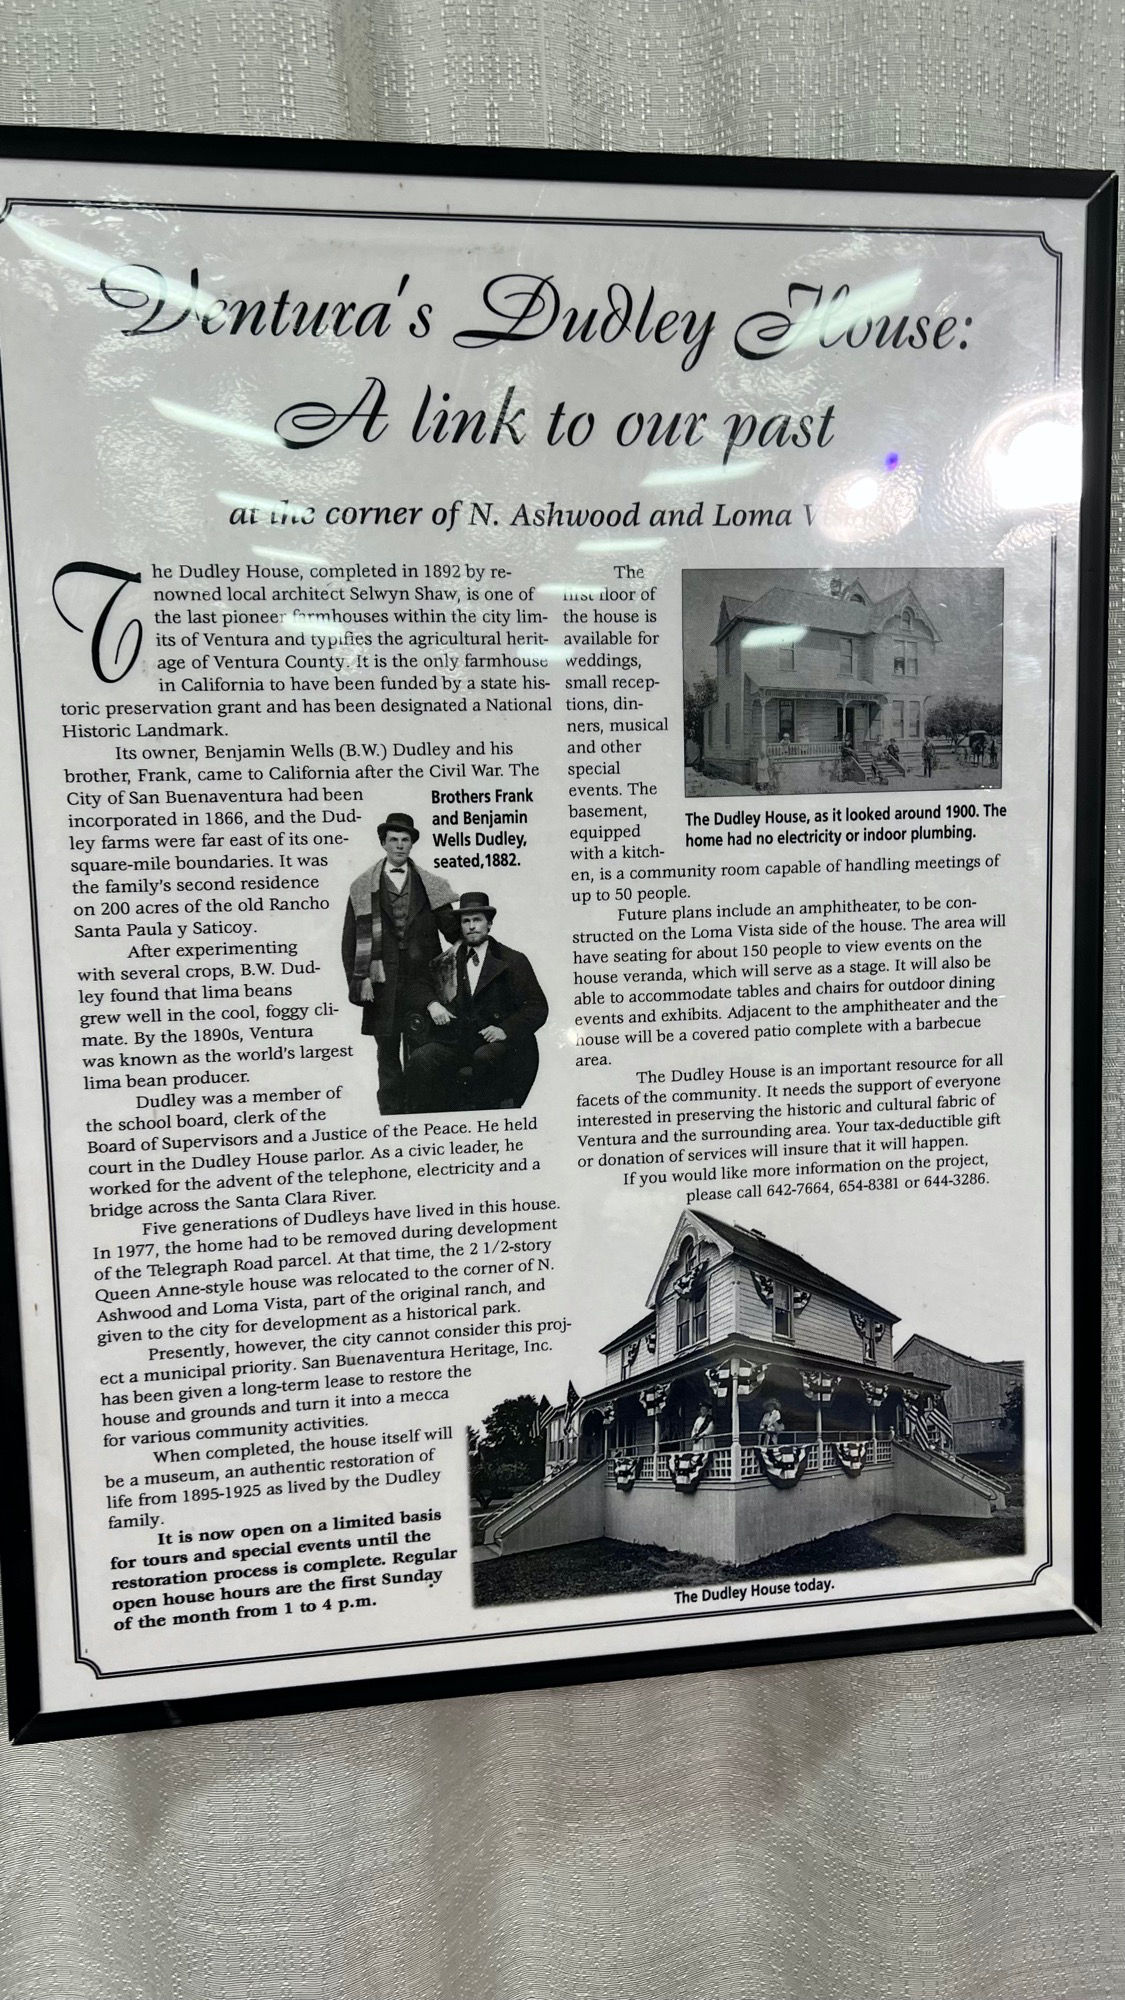 Ventura's Dudley House:
A link to our past
at the corner of N. Ashwood and Loma
The Dudley House, completed in 1892 by re-
nowned local architect Selwyn Shaw, is one of
the last pioneer farmhouses within the city lim-
its of Ventura and typifies the agricultural herit-
age of Ventura County. It is the only farmhouse
in California to have been funded by a state his-
toric preservation grant and has been designated a National
Historic Landmark.
Its owner, Benjamin Wells (B.W.) Dudley and his
brother, Frank, came to California after the Civil War. The
City of San Buenaventura had been
incorporated in 1866, and the Dud-
ley farms were far east of its one-
square-mile boundaries. It was
the family's second residence
on 200 acres of the old Rancho
Santa Paula y Saticoy.
After experimenting
with several crops, B.W. Dud-
ley found that lima beans
grew well in the cool, foggy cli-
mate. By the 1890s, Ventura
was known as the world's largest
lima bean producer.
Dudley was a member of
the school board, clerk of the
Board of Supervisors and a Justice of the Peace. He held
court in the Dudley House parlor. As a civic leader, he
worked for the advent of the telephone, electricity and a
bridge across the Santa Clara River.
Five generations of Dudleys have lived in this house.
In 1977, the home had to be removed during development
of the Telegraph Road parcel. At that time, the 2 1/2-story
Queen Anne-style house was relocated to the corner of N.
Ashwood and Loma Vista, part of the original ranch, and
given to the city for development as a historical park.
Presently, however, the city cannot consider this proj-
ect a municipal priority. San Buenaventura Heritage, Inc.
has been given a long-term lease to restore the
house and grounds and turn it into a mecca
for various community activities.
When completed, the house itself will
be a museum, an authentic restoration of
life from 1895-1925 as lived by the Dudley
family.
It is now open on a limited basis
for tours and special events until the
restoration process is complete. Regular
open house hours are the first Sunday
of the month from 1 to 4 p.m.
Brothers Frank
and Benjamin
Wells Dudley,
seated,1882.
The
first floor of
the house is
available for
weddings,
small recep-
tions, din-
ners, musical
and other
special
events. The
basement,
equipped
with a kitch-
en, is a community room capable of handling meetings of
up to 50 people.
Future plans include an amphitheater, to be con-
structed on the Loma Vista side of the house. The area will
have seating for about 150 people to view events on the
house veranda, which will serve as a stage. It will also be
able to accommodate tables and chairs for outdoor dining
events and exhibits. Adjacent to the amphitheater and the
house will be a covered patio complete with a barbecue
area.
The Dudley House is an important resource for all
facets of the community. It needs the support of everyone
interested in preserving the historic and cultural fabric of
Ventura and the surrounding area. Your tax-deductible gift
or donation of services will insure that it will happen.
If you would like more information on the project,
please call 642-7664, 654-8381 or 644-3286.
The Dudley House, as it looked around 1900. The
home had no electricity or indoor plumbing.
The Dudley House today.